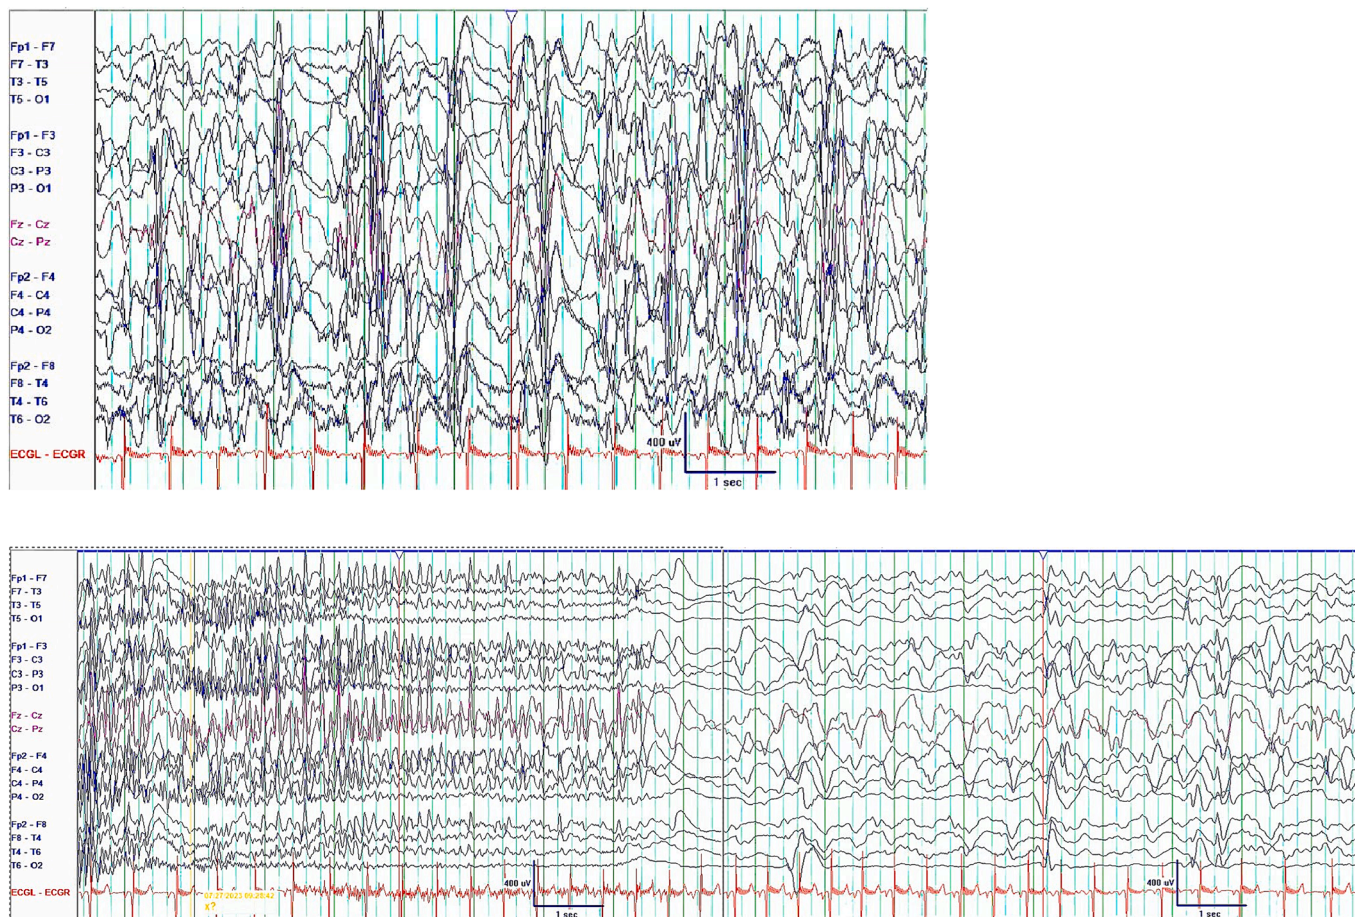 Fp1 - F7
F7 - T3
T3 - T5
T5 - O1
Fp1 - F3
F3 - C3
C3 - P3
P3 - O1
Fz - Cz
Cz - Pz
Fp2 - F4
F4 - C4
C4 - P4
P4 - O2
Fp2 - F8
F8 - T4
T4 - T6
T6 - O2
400 uV
ECGL - ECGR
1 sec
Fp1 - F7
F7 - T3
T3 - T5
T5 - O1
Fp1 - F3
F3 - C3
C3 - P3
P3 - O1
Fz - Cz
Cz - Pz
Fp2 - F4
F4 - C4
C4 - P4
P4 - O2
Fp2 - F8
F8 - T4
T4 - T6
T6 - O2
400 uV 400 uV
ECGL - ECGR
x?
1 sec 1 sec